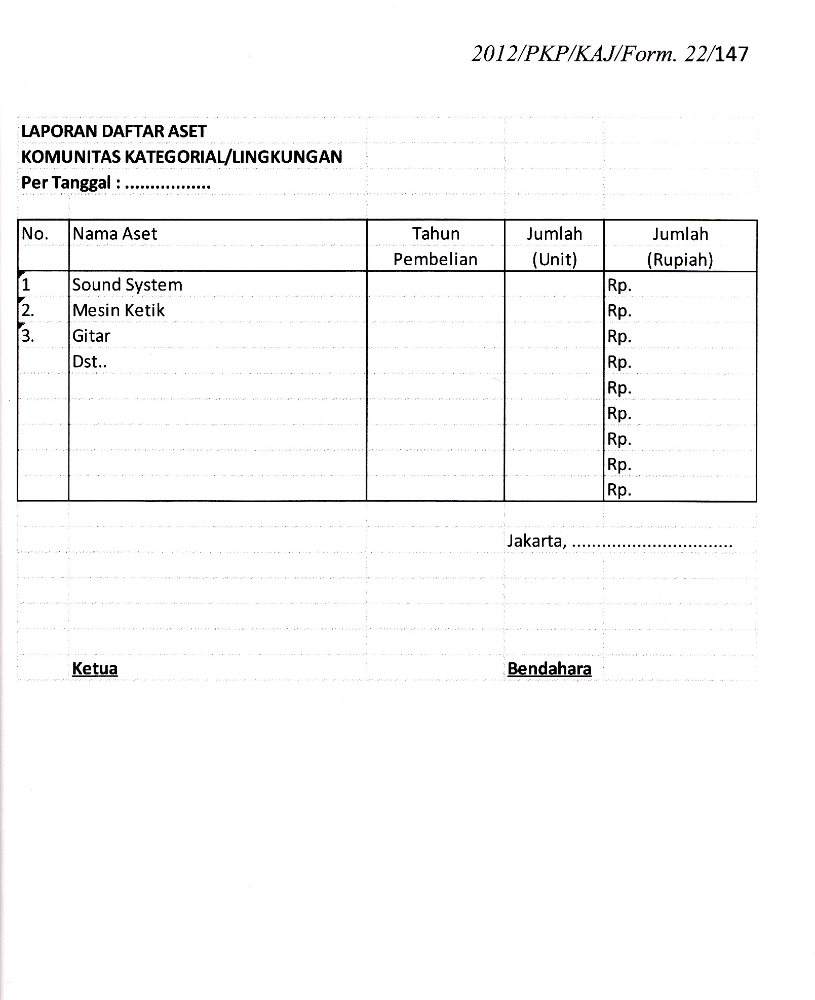 2012/PKP/KAJ/Form. 22/147
LAPORAN DAFTAR ASET
KOMUNITAS KATEGORIAL/LINGKUNGAN
Per Tanggal : .................
No. Nama Aset Tahun Jumlah Jumlah
Pembelian (Unit) (Rupiah)
1 Sound System Rp.
2. Mesin Ketik Rp.
3. Gitar Rp.
Dst.. Rp.
Rp.
Rp.
Rp.
Rp.
Rp.
Jakarta, ................................
Ketua Bendahara